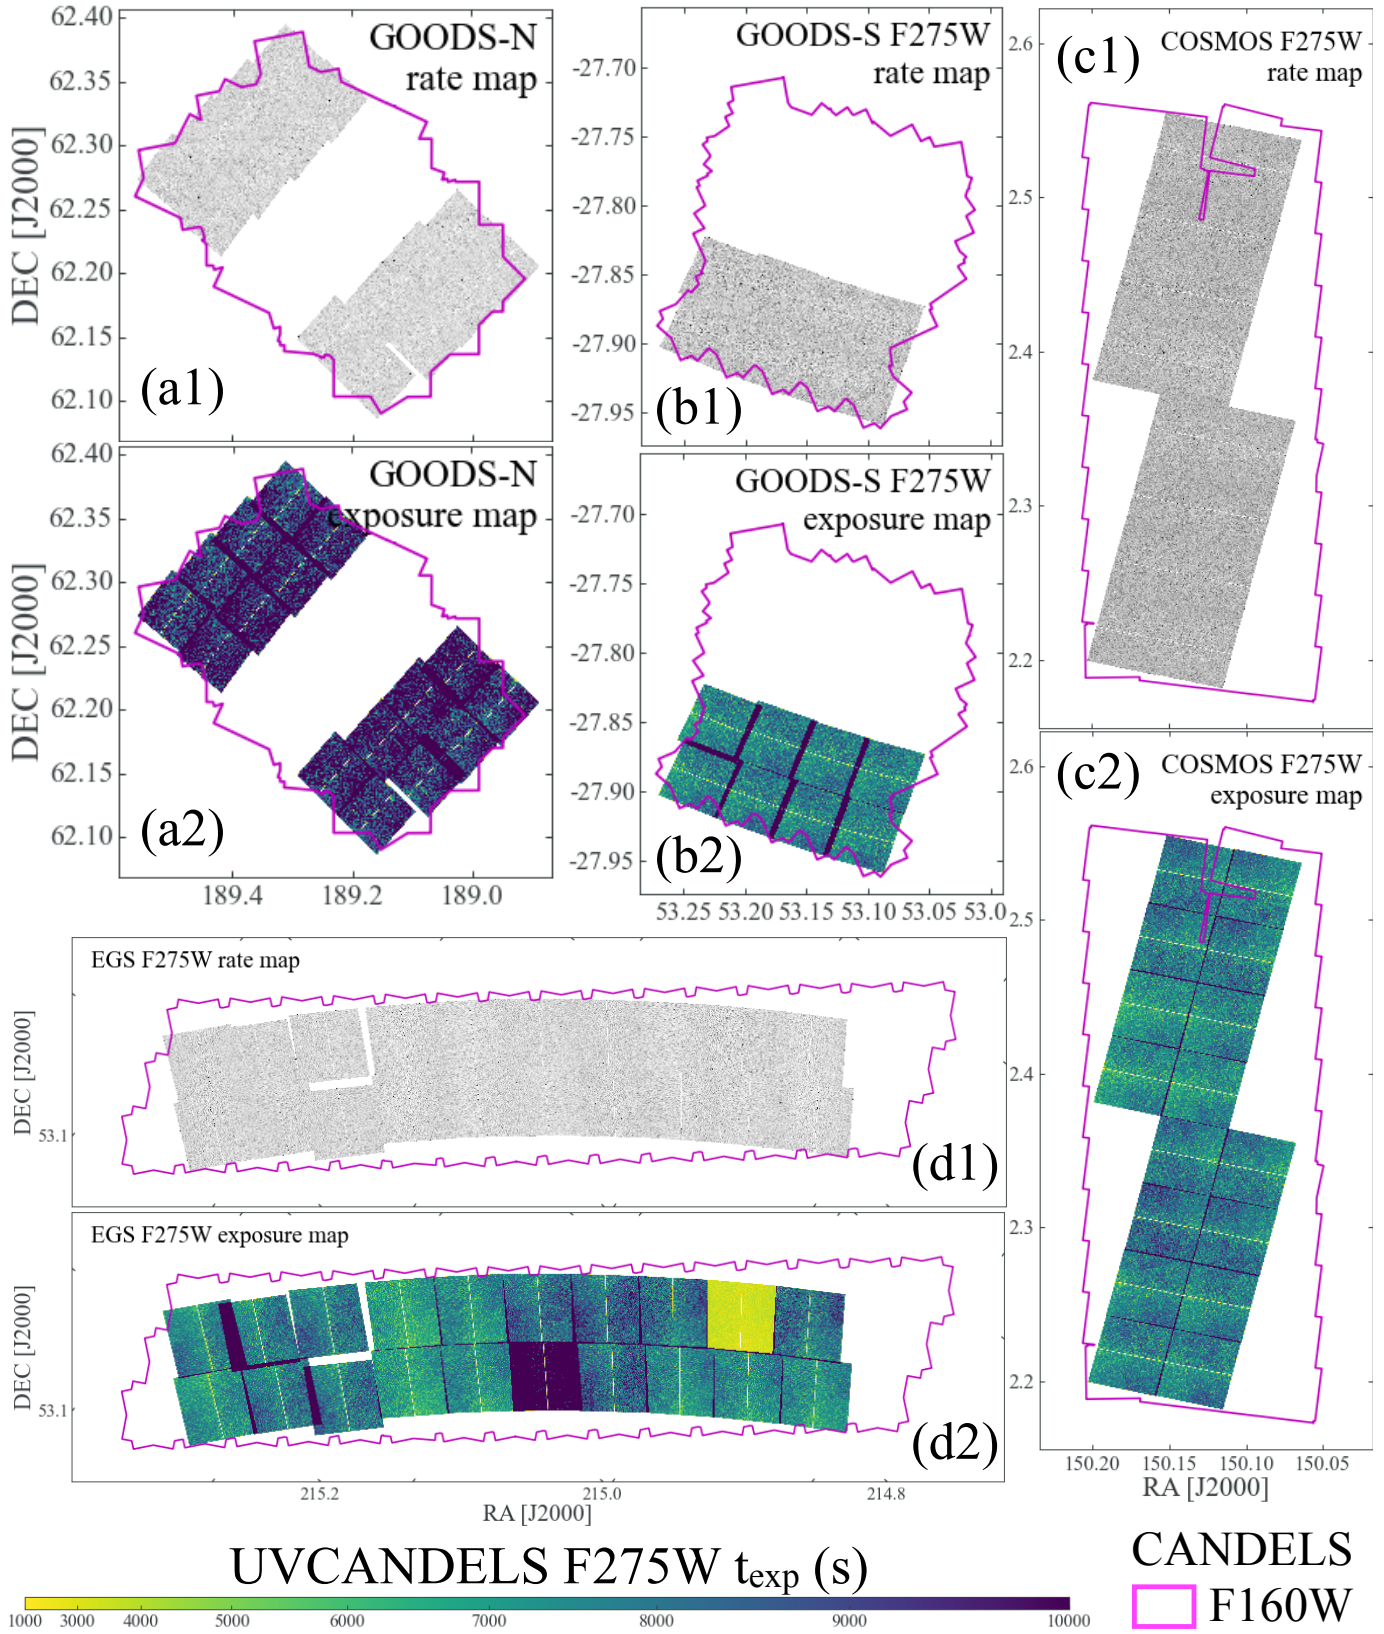 GOODS-N
rate map
62.40
62.35
62.30
62.25
62.20
62.15
62.10
DEC [J2000]
(a1)
GOODS-S F275W
rate map
-27.70
-27.75
-27.80
-27.85
-27.90
-27.95
(b1)
(c1)
COSMOS F275W
rate map
2.6
2.5
2.4
2.3
2.2
GOODS-N
exposure map
62.40
62.35
62.30
62.25
62.20
62.15
62.10
DEC [J2000]
(a2)
189.4 189.2 189.0
GOODS-S F275W
exposure map
-27.70
-27.75
-27.80
-27.85
-27.90
-27.95
(b2)
53.25 53.20 53.15 53.10 53.05 53.0
(c2)
COSMOS F275W
exposure map
2.6
2.5
2.4
2.3
2.2
150.20 150.15 150.10 150.05
RA [J2000]
EGS F275W rate map
DEC [J2000]
53.1
(d1)
EGS F275W exposure map
DEC [J2000]
53.1
(d2)
215.2 215.0 214.8
RA [J2000]
UVCANDELS F275W texp (s)
1000 3000 4000 5000 6000 7000 8000 9000 10000
CANDELS
F160W